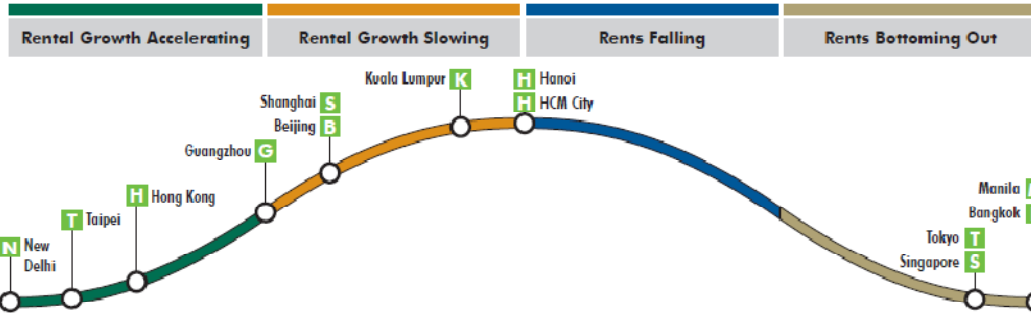 Rental Growth Accelerating
Rental Growth Slowing
Rents Falling
Rents Bottoming Out
Kuala Lumpur K
H Hanoi
H HCM City
Shanghai S
Beijing B
Guangzhou G
H Hong Kong
T Taipei
N New
Delhi
Manila
Bangkok
Tokyo T
Singapore S